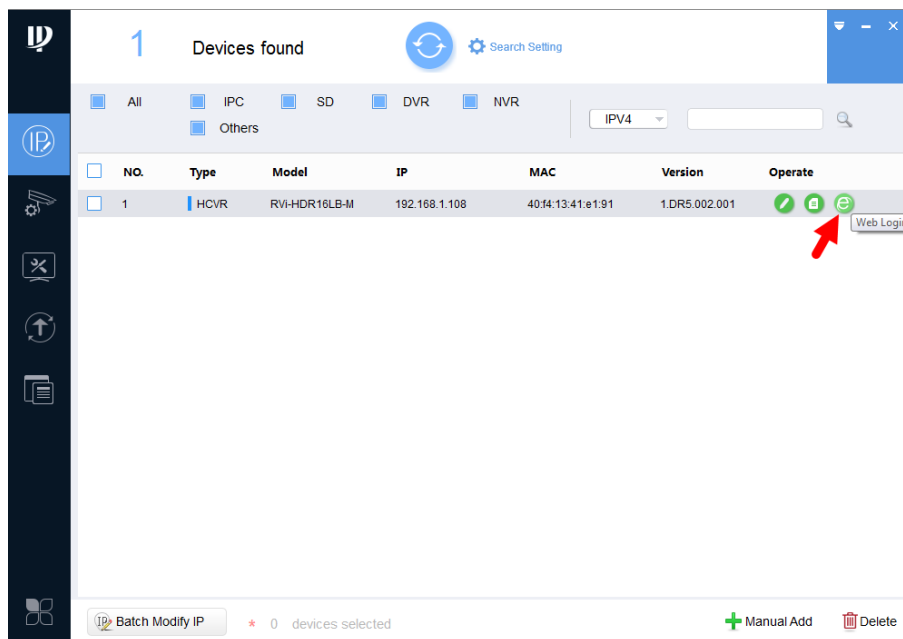 1 Devices found Search Setting
All IPC SD DVR NVR
Others
IPV4
NO. Type Model IP MAC Version Operate
1 HCVR RVi-HDR16LB-M 192.168.1.108 40:f4:13:41:e1:91 1.DR5.002.001
Web Logi
Batch Modify IP * 0 devices selected Manual Add Delete